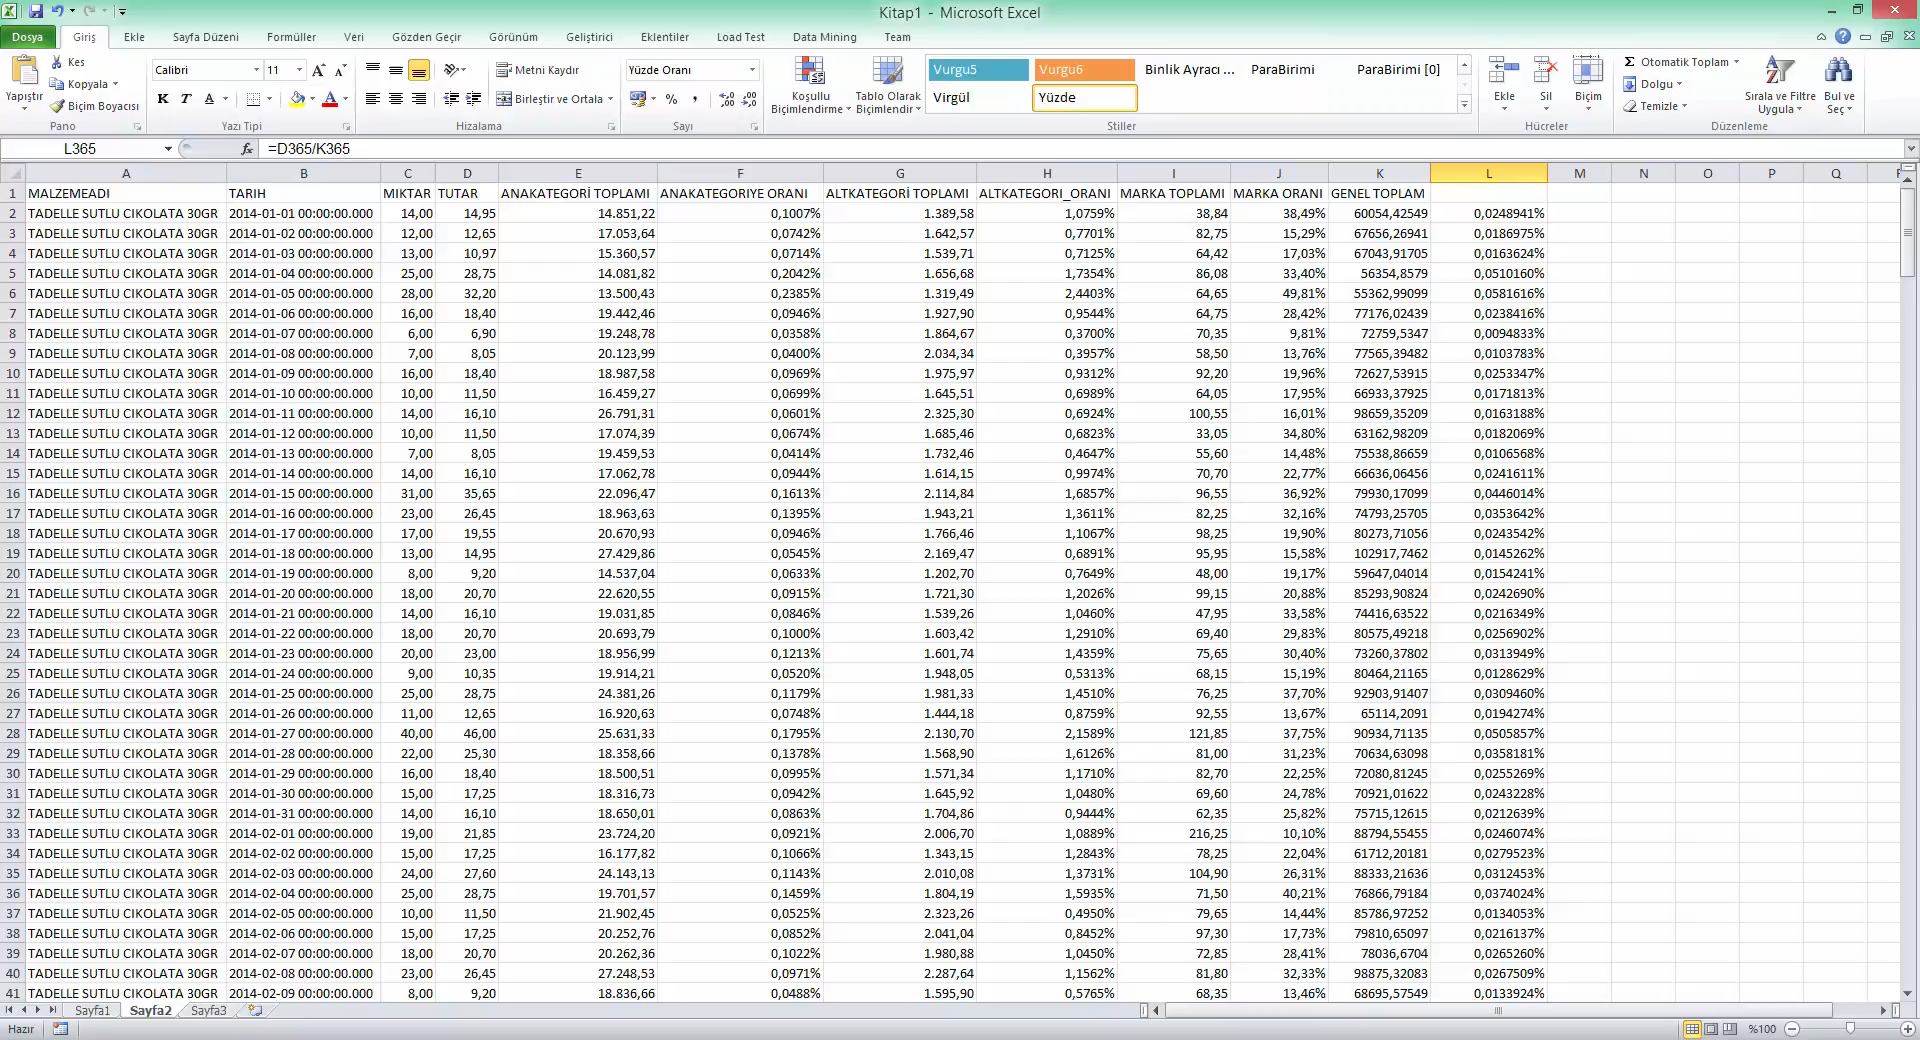 Kitap1 - Microsoft Excel
Dosya Giriş Ekle Sayfa Düzeni Formüller Veri Gözden Geçir Görünüm Geliştirici Eklentiler Load Test Data Mining Team
Yapıştır Kes Kopyala Biçim Boyacısı Pano
Calibri 11 K T A A A A Yazı Tipi
Metni Kaydır Birleştir ve Ortala Hizalama
Yüzde Oranı % Sayı
Koşullu Biçimlendirme Tablo Olarak Biçimlendir
Vurgu5 Vurgu6 Binlik Ayracı ... ParaBirimi ParaBirimi [0]
Virgül Yüzde
Stiller
Ekle Sil Biçim Hücreler
Σ Otomatik Toplam Dolgu Temizle Sırala ve Filtre Uygula Bul ve Seç Düzenleme
L365 fx =D365/K365
A B C D E F G H I J K L M N O P Q
1 MALZEMEADI TARIH MIKTAR TUTAR ANAKATEGORİ TOPLAMI ANAKATEGORIYE ORANI ALTKATEGORİ TOPLAMI ALTKATEGORI_ORANI MARKA TOPLAMI MARKA ORANI GENEL TOPLAM
2 TADELLE SUTLU CIKOLATA 30GR 2014-01-01 00:00:00.000 14,00 14,95 14.851,22 0,1007% 1.389,58 1,0759% 38,84 38,49% 60054,42549 0,0248941%
3 TADELLE SUTLU CIKOLATA 30GR 2014-01-02 00:00:00.000 12,00 12,65 17.053,64 0,0742% 1.642,57 0,7701% 82,75 15,29% 67656,26941 0,0186975%
4 TADELLE SUTLU CIKOLATA 30GR 2014-01-03 00:00:00.000 13,00 10,97 15.360,57 0,0714% 1.539,71 0,7125% 64,42 17,03% 67043,91705 0,0163624%
5 TADELLE SUTLU CIKOLATA 30GR 2014-01-04 00:00:00.000 25,00 28,75 14.081,82 0,2042% 1.656,68 1,7354% 86,08 33,40% 56354,8579 0,0510160%
6 TADELLE SUTLU CIKOLATA 30GR 2014-01-05 00:00:00.000 28,00 32,20 13.500,43 0,2385% 1.319,49 2,4403% 64,65 49,81% 55362,99099 0,0581616%
7 TADELLE SUTLU CIKOLATA 30GR 2014-01-06 00:00:00.000 16,00 18,40 19.442,46 0,0946% 1.927,90 0,9544% 64,75 28,42% 77176,02439 0,0238416%
8 TADELLE SUTLU CIKOLATA 30GR 2014-01-07 00:00:00.000 6,00 6,90 19.248,78 0,0358% 1.864,67 0,3700% 70,35 9,81% 72759,5347 0,0094833%
9 TADELLE SUTLU CIKOLATA 30GR 2014-01-08 00:00:00.000 7,00 8,05 20.123,99 0,0400% 2.034,34 0,3957% 58,50 13,76% 77565,39482 0,0103783%
10 TADELLE SUTLU CIKOLATA 30GR 2014-01-09 00:00:00.000 16,00 18,40 18.987,58 0,0969% 1.975,97 0,9312% 92,20 19,96% 72627,53915 0,0253347%
11 TADELLE SUTLU CIKOLATA 30GR 2014-01-10 00:00:00.000 10,00 11,50 16.459,27 0,0699% 1.645,51 0,6989% 64,05 17,95% 66933,37925 0,0171813%
12 TADELLE SUTLU CIKOLATA 30GR 2014-01-11 00:00:00.000 14,00 16,10 26.791,31 0,0601% 2.325,30 0,6924% 100,55 16,01% 98659,35209 0,0163188%
13 TADELLE SUTLU CIKOLATA 30GR 2014-01-12 00:00:00.000 10,00 11,50 17.074,39 0,0674% 1.685,46 0,6823% 33,05 34,80% 63162,98209 0,0182069%
14 TADELLE SUTLU CIKOLATA 30GR 2014-01-13 00:00:00.000 7,00 8,05 19.459,53 0,0414% 1.732,46 0,4647% 55,60 14,48% 75538,86659 0,0106568%
15 TADELLE SUTLU CIKOLATA 30GR 2014-01-14 00:00:00.000 14,00 16,10 17.062,78 0,0944% 1.614,15 0,9974% 70,70 22,77% 66636,06456 0,0241611%
16 TADELLE SUTLU CIKOLATA 30GR 2014-01-15 00:00:00.000 31,00 35,65 22.096,47 0,1613% 2.114,84 1,6857% 96,55 36,92% 79930,17099 0,0446014%
17 TADELLE SUTLU CIKOLATA 30GR 2014-01-16 00:00:00.000 23,00 26,45 18.963,63 0,1395% 1.943,21 1,3611% 82,25 32,16% 74793,25705 0,0353642%
18 TADELLE SUTLU CIKOLATA 30GR 2014-01-17 00:00:00.000 17,00 19,55 20.670,93 0,0946% 1.766,46 1,1067% 98,25 19,90% 80273,71056 0,0243542%
19 TADELLE SUTLU CIKOLATA 30GR 2014-01-18 00:00:00.000 13,00 14,95 27.429,86 0,0545% 2.169,47 0,6891% 95,95 15,58% 102917,7462 0,0145262%
20 TADELLE SUTLU CIKOLATA 30GR 2014-01-19 00:00:00.000 8,00 9,20 14.537,04 0,0633% 1.202,70 0,7649% 48,00 19,17% 59647,04014 0,0154241%
21 TADELLE SUTLU CIKOLATA 30GR 2014-01-20 00:00:00.000 18,00 20,70 22.620,55 0,0915% 1.721,30 1,2026% 99,15 20,88% 85293,90824 0,0242690%
22 TADELLE SUTLU CIKOLATA 30GR 2014-01-21 00:00:00.000 14,00 16,10 19.031,85 0,0846% 1.539,26 1,0460% 47,95 33,58% 74416,63522 0,0216349%
23 TADELLE SUTLU CIKOLATA 30GR 2014-01-22 00:00:00.000 18,00 20,70 20.693,79 0,1000% 1.603,42 1,2910% 69,40 29,83% 80575,49218 0,0256902%
24 TADELLE SUTLU CIKOLATA 30GR 2014-01-23 00:00:00.000 20,00 23,00 18.956,99 0,1213% 1.601,74 1,4359% 75,65 30,40% 73260,37802 0,0313949%
25 TADELLE SUTLU CIKOLATA 30GR 2014-01-24 00:00:00.000 9,00 10,35 19.914,21 0,0520% 1.948,05 0,5313% 68,15 15,19% 80464,21165 0,0128629%
26 TADELLE SUTLU CIKOLATA 30GR 2014-01-25 00:00:00.000 25,00 28,75 24.381,26 0,1179% 1.981,33 1,4510% 76,25 37,70% 92903,91407 0,0309460%
27 TADELLE SUTLU CIKOLATA 30GR 2014-01-26 00:00:00.000 11,00 12,65 16.920,63 0,0748% 1.444,18 0,8759% 92,55 13,67% 65114,2091 0,0194274%
28 TADELLE SUTLU CIKOLATA 30GR 2014-01-27 00:00:00.000 40,00 46,00 25.631,33 0,1795% 2.130,70 2,1589% 121,85 37,75% 90934,71135 0,0505857%
29 TADELLE SUTLU CIKOLATA 30GR 2014-01-28 00:00:00.000 22,00 25,30 18.358,66 0,1378% 1.568,90 1,6126% 81,00 31,23% 70634,63098 0,0358181%
30 TADELLE SUTLU CIKOLATA 30GR 2014-01-29 00:00:00.000 16,00 18,40 18.500,51 0,0995% 1.571,34 1,1710% 82,70 22,25% 72080,81245 0,0255269%
31 TADELLE SUTLU CIKOLATA 30GR 2014-01-30 00:00:00.000 15,00 17,25 18.316,73 0,0942% 1.645,92 1,0480% 69,60 24,78% 70921,01622 0,0243228%
32 TADELLE SUTLU CIKOLATA 30GR 2014-01-31 00:00:00.000 14,00 16,10 18.650,01 0,0863% 1.704,86 0,9444% 62,35 25,82% 75715,12615 0,0212639%
33 TADELLE SUTLU CIKOLATA 30GR 2014-02-01 00:00:00.000 19,00 21,85 23.724,20 0,0921% 2.006,70 1,0889% 216,25 10,10% 88794,55455 0,0246074%
34 TADELLE SUTLU CIKOLATA 30GR 2014-02-02 00:00:00.000 15,00 17,25 16.177,82 0,1066% 1.343,15 1,2843% 78,25 22,04% 61712,20181 0,0279523%
35 TADELLE SUTLU CIKOLATA 30GR 2014-02-03 00:00:00.000 24,00 27,60 24.143,13 0,1143% 2.010,08 1,3731% 104,90 26,31% 88333,21636 0,0312453%
36 TADELLE SUTLU CIKOLATA 30GR 2014-02-04 00:00:00.000 25,00 28,75 19.701,57 0,1459% 1.804,19 1,5935% 71,50 40,21% 76866,79184 0,0374024%
37 TADELLE SUTLU CIKOLATA 30GR 2014-02-05 00:00:00.000 10,00 11,50 21.902,45 0,0525% 2.323,26 0,4950% 79,65 14,44% 85786,97252 0,0134053%
38 TADELLE SUTLU CIKOLATA 30GR 2014-02-06 00:00:00.000 15,00 17,25 20.252,76 0,0852% 2.041,04 0,8452% 97,30 17,73% 79810,65097 0,0216137%
39 TADELLE SUTLU CIKOLATA 30GR 2014-02-07 00:00:00.000 18,00 20,70 20.262,36 0,1022% 1.980,88 1,0450% 72,85 28,41% 78036,6704 0,0265260%
40 TADELLE SUTLU CIKOLATA 30GR 2014-02-08 00:00:00.000 23,00 26,45 27.248,53 0,0971% 2.287,64 1,1562% 81,80 32,33% 98875,32083 0,0267509%
41 TADELLE SUTLU CIKOLATA 30GR 2014-02-09 00:00:00.000 8,00 9,20 18.836,66 0,0488% 1.595,90 0,5765% 68,35 13,46% 68695,57549 0,0133924%
Sayfa1 Sayfa2 Sayfa3
Hazır %100